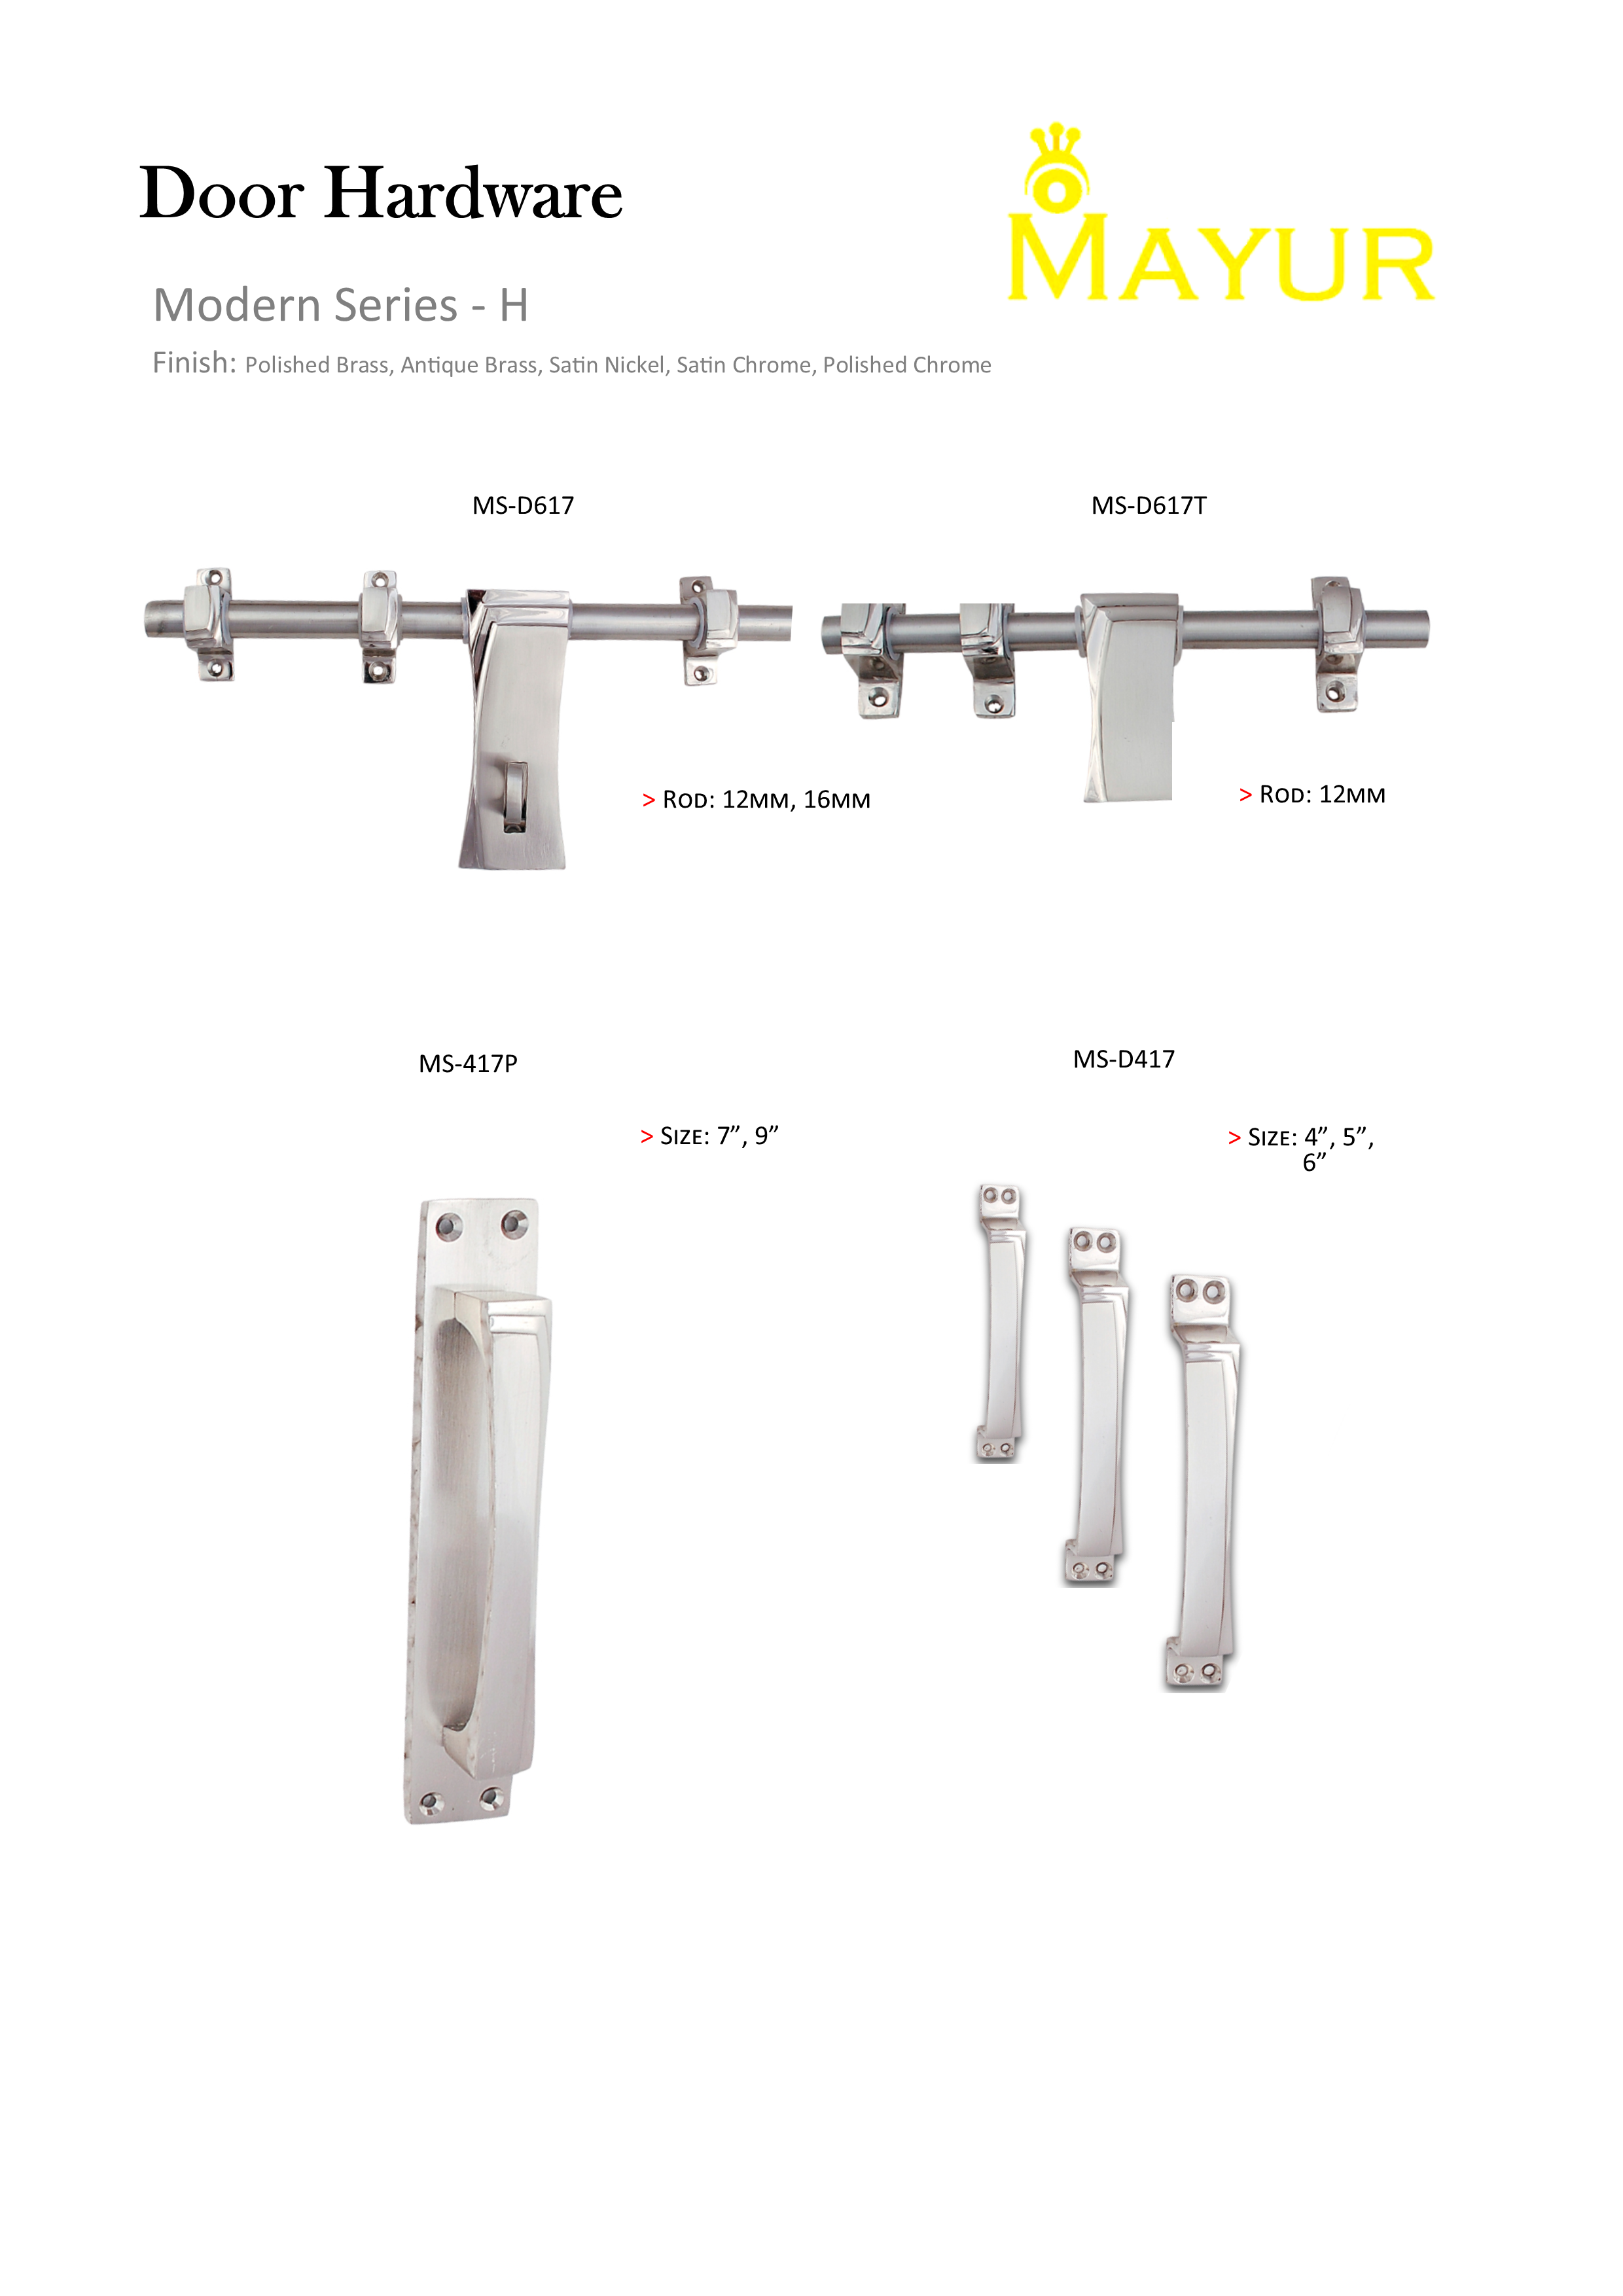 Door Hardware
MAYUR
Modern Series - H
Finish: Polished Brass, Antique Brass, Satin Nickel, Satin Chrome, Polished Chrome
MS-D617
MS-D617T
> Rod: 12mm, 16mm
> Rod: 12mm
MS-417P
MS-D417
> Size: 7”, 9”
> Size: 4”, 5”,
6”